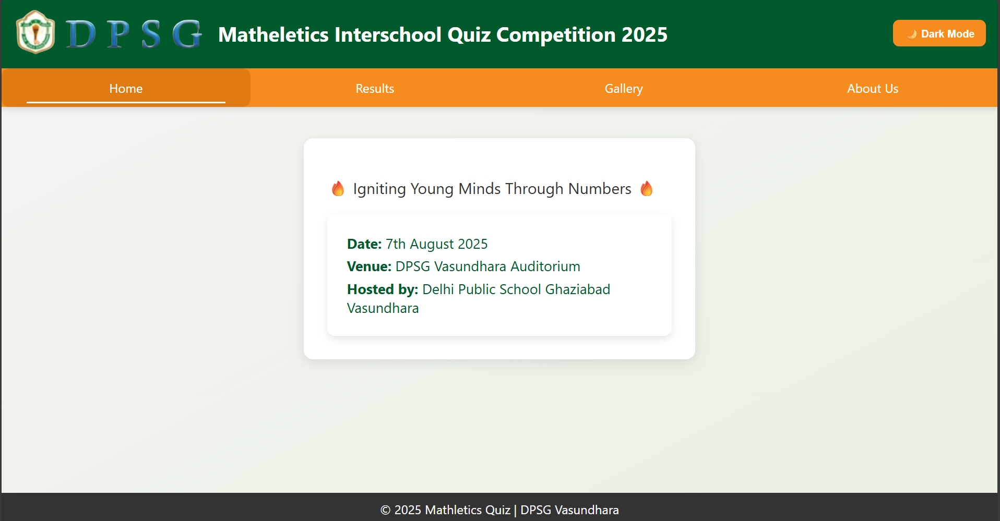 D P S G
Matheletics Interschool Quiz Competition 2025
🌙 Dark Mode
Home
Results
Gallery
About Us
🔥 Igniting Young Minds Through Numbers 🔥
Date: 7th August 2025
Venue: DPSG Vasundhara Auditorium
Hosted by: Delhi Public School Ghaziabad
Vasundhara
© 2025 Mathletics Quiz | DPSG Vasundhara